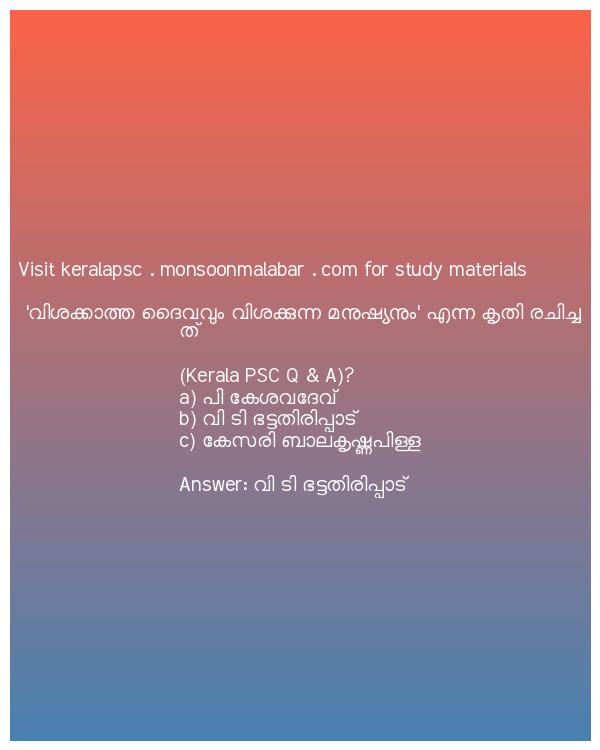 Visit keralapsc . monsoonmalabar . com for study materials
'വിശക്കാത്ത ദൈവവും വിശക്കുന്ന മനുഷ്യനും' എന്ന കൃതി രചിച്ച
ത്
(Kerala PSC Q & A)?
a) പി കേശവദേവ്
b) വി ടി ഭട്ടതിരിപ്പാട്
c) കേസരി ബാലകൃഷ്ണപിള്ള
Answer: വി ടി ഭട്ടതിരിപ്പാട്